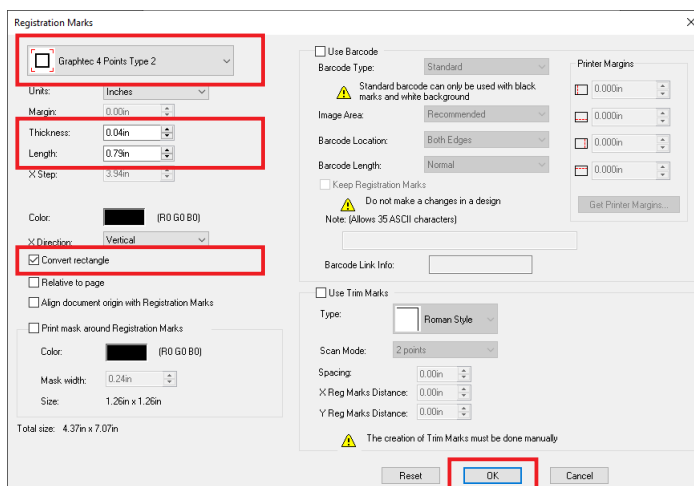 Registration Marks
Graphtec 4 Points Type 2
Units: Inches
Margin: 0.00in
Thickness: 0.04in
Length: 0.79in
X Step: 3.94in
Color: (R0 G0 B0)
X Direction: Vertical
Convert rectangle
Relative to page
Align document origin with Registration Marks
Print mask around Registration Marks
Color: (R0 G0 B0)
Mask width: 0.24in
Size: 1.26in x 1.26in
Total size: 4.37in x 7.07in
Use Barcode
Barcode Type: Standard
Standard barcode can only be used with black
marks and white background
Image Area: Recommended
Barcode Location: Both Edges
Barcode Length: Normal
Keep Registration Marks
Do not make a changes in a design
Note: (Allows 35 ASCII characters)
Barcode Link Info:
Printer Margins
0.000in
0.000in
0.000in
0.000in
Get Printer Margins...
Use Trim Marks
Type: Roman Style
Scan Mode: 2 points
Spacing: 0.00in
X Reg Marks Distance: 0.00in
Y Reg Marks Distance: 0.00in
The creation of Trim Marks must be done manually
Reset OK Cancel